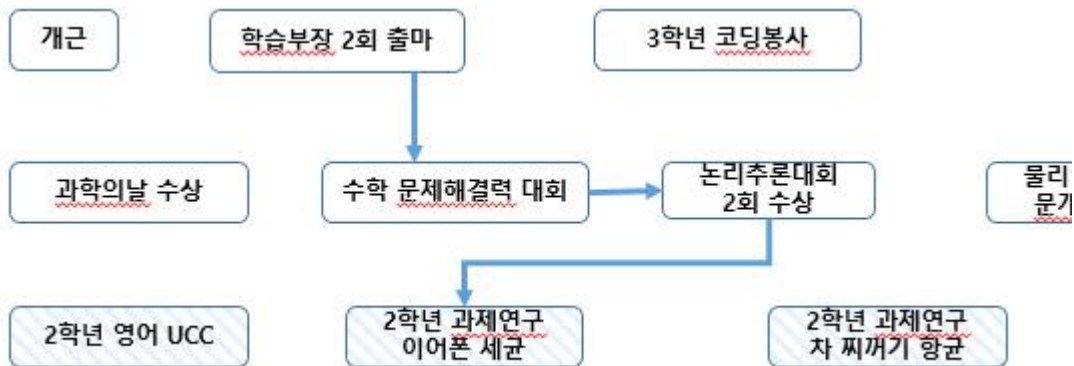 개근
학습부장 2회 출마
3학년 코딩봉사
과학의날 수상
수학 문제해결력 대회
논리추론대회
2회 수상
물리
2학년 영어 UCC
2학년 과제연구
이어폰 세균
2학년 과제연구
차 찌꺼기 항균